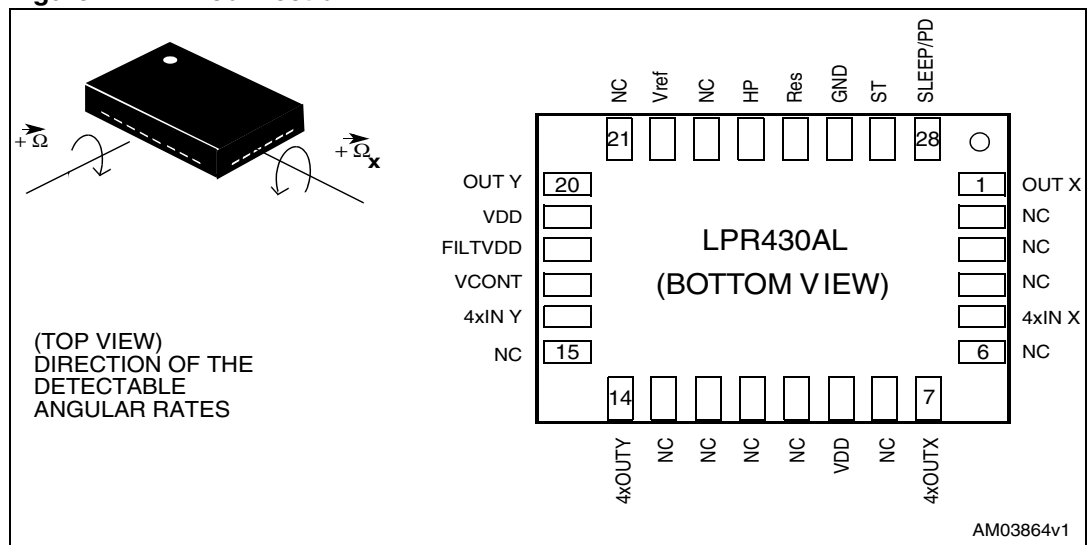 + Ω
+ Ωx
(TOP VIEW)
DIRECTION OF THE
DETECTABLE
ANGULAR RATES
NC
Vref
NC
HP
Res
GND
ST
SLEEP/PD
21
28
OUT Y
20
VDD
FILTVDD
VCONT
4xIN Y
NC
15
LPR430AL
(BOTTOM VIEW)
1
OUT X
NC
NC
NC
4xIN X
6
NC
14
7
4xOUTY
NC
NC
NC
NC
VDD
NC
4xOUTX
AM03864v1